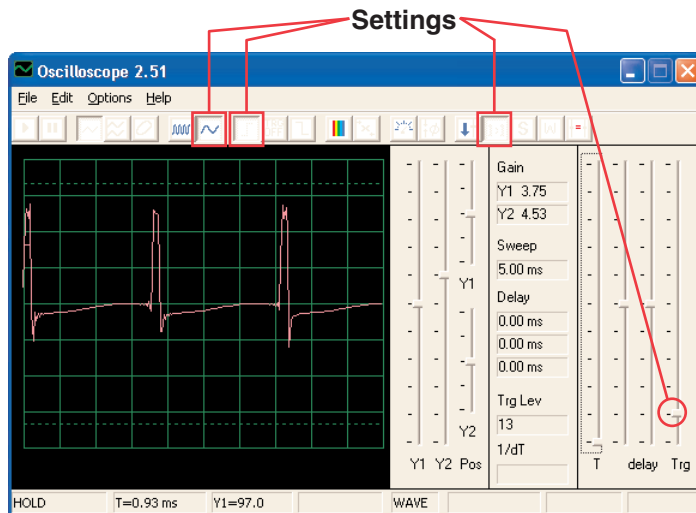 Settings
Oscilloscope 2.51
File Edit Options Help
Gain
Y1 3.75
Y2 4.53
Sweep
5.00 ms
Y1
Delay
0.00 ms
0.00 ms
0.00 ms
Trg Lev
13
Y2
1/dT
Y1 Y2 Pos
T delay Trg
HOLD T=0.93 ms Y1=97.0 WAVE